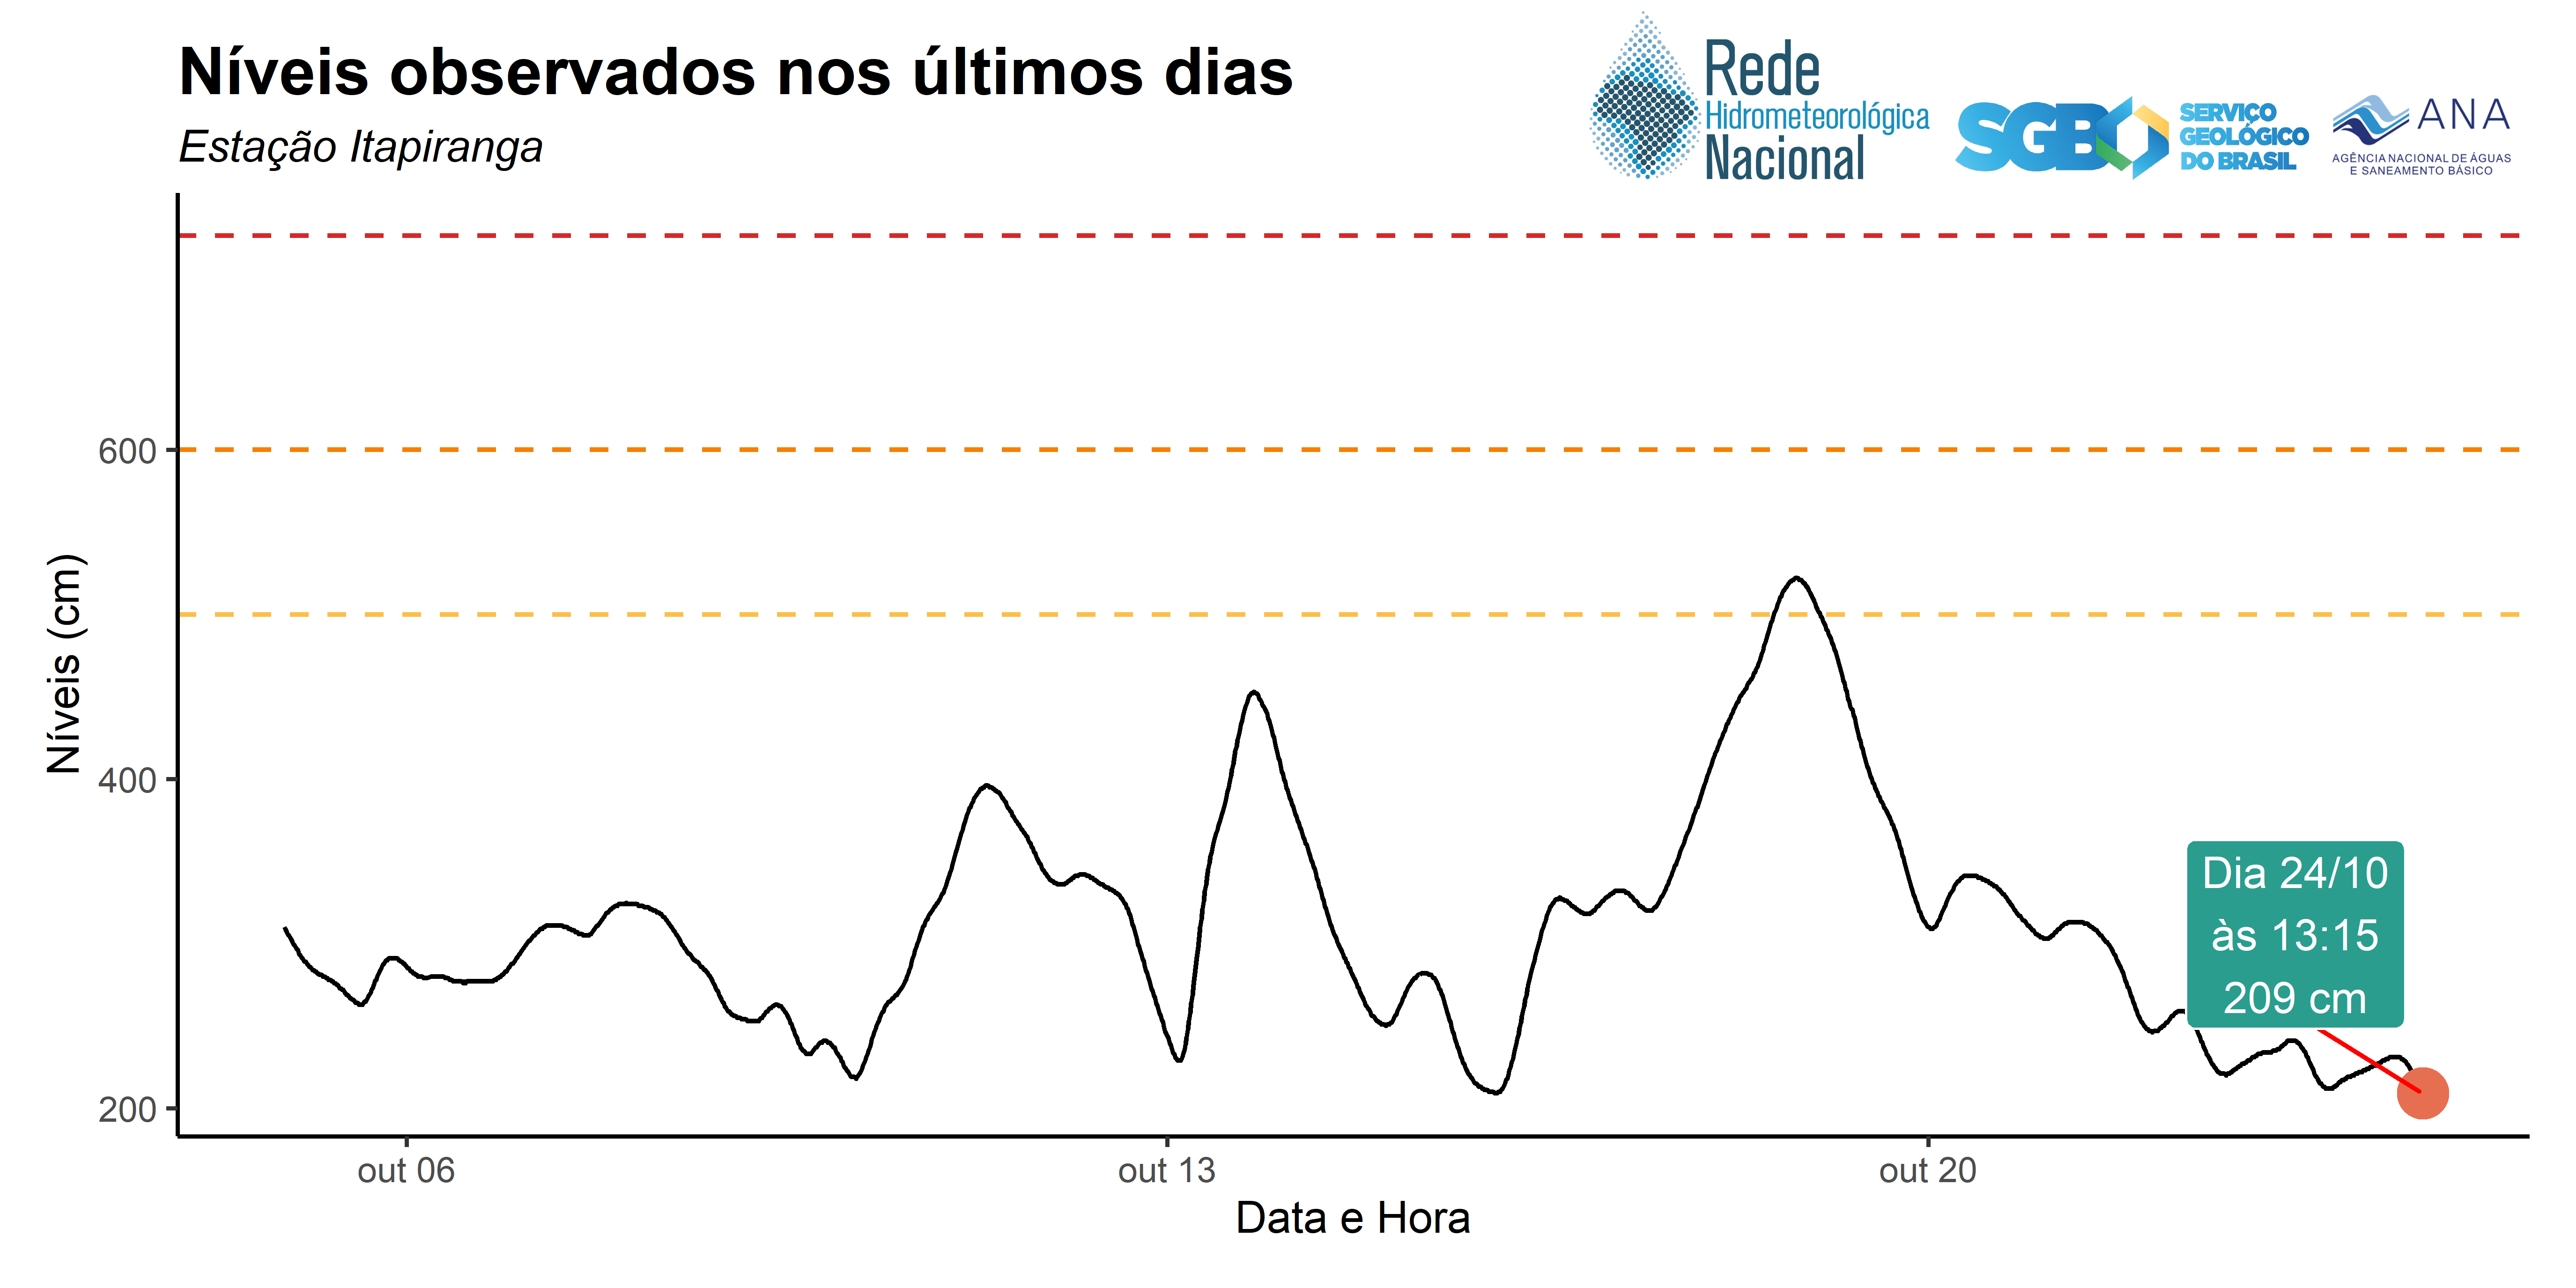 Níveis observados nos últimos dias
Estação Itapiranga
Rede
Hidrometeorológica
Nacional
SGB
SERVIÇO
GEOLÓGICO
DO BRASIL
ANA
AGÊNCIA NACIONAL DE ÁGUAS
E SANEAMENTO BÁSICO
Níveis (cm)
600
400
200
Dia 24/10
às 13:15
209 cm
out 06
out 13
out 20
Data e Hora